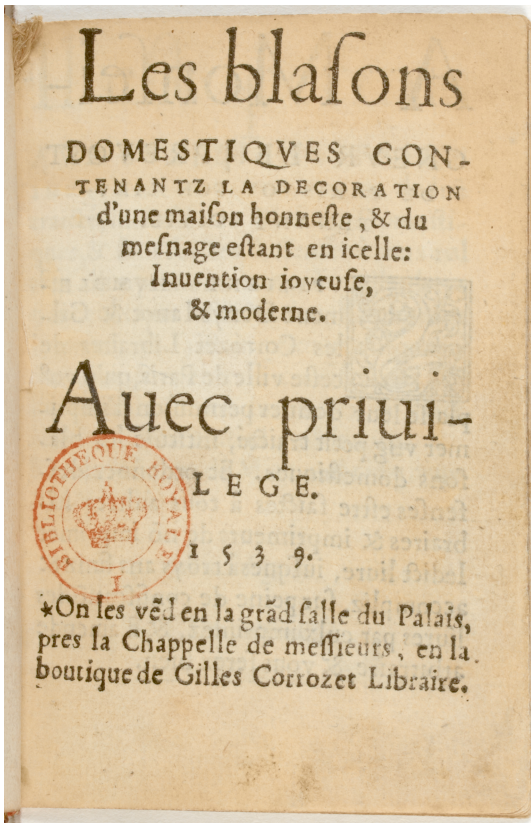 Les blaſons
DOMESTIQVES CON-
TENANTZ LA DECORATION
d'une maiſon honneſte, & du
meſnage eſtant en icelle:
Inuention ioyeuſe,
& moderne.
Auec priui-
LEGE.
BIBLIOTHEQUE ROYALE
I
1539.
*On les vẽd en la grãd ſalle du Palais,
pres la Chappelle de meſſieurs, en la
boutique de Gilles Corrozet Libraire.